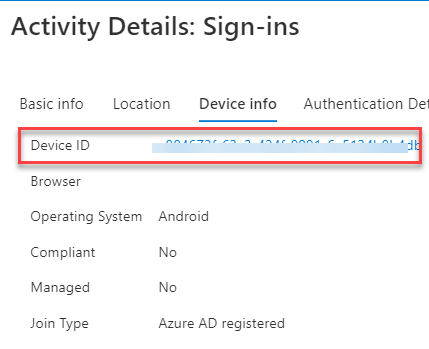 Activity Details: Sign-ins
Basic info Location Device info Authentication Det
Device ID
Browser
Operating System Android
Compliant No
Managed No
Join Type Azure AD registered